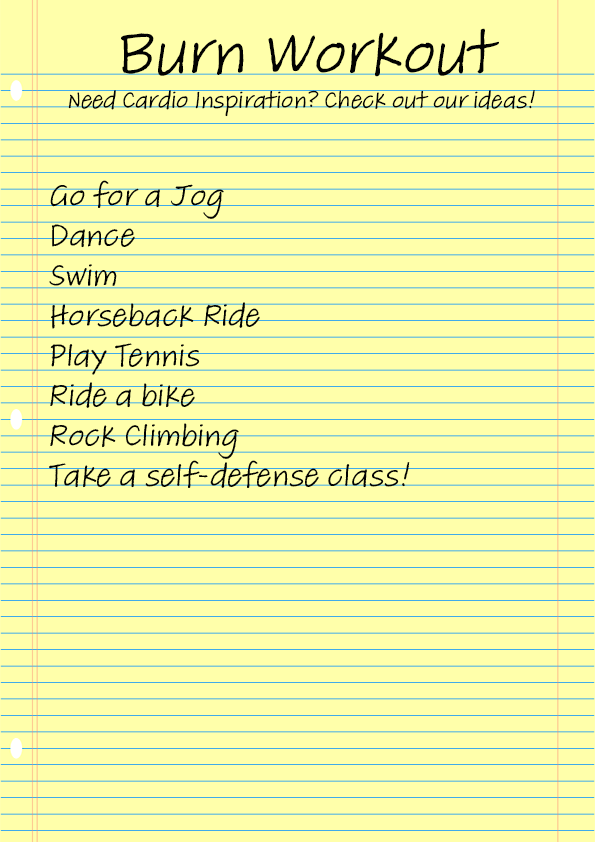 Burn Workout
Need Cardio Inspiration? Check out our ideas!
Go for a Jog
Dance
Swim
Horseback Ride
Play Tennis
Ride a bike
Rock Climbing
Take a self-defense class!